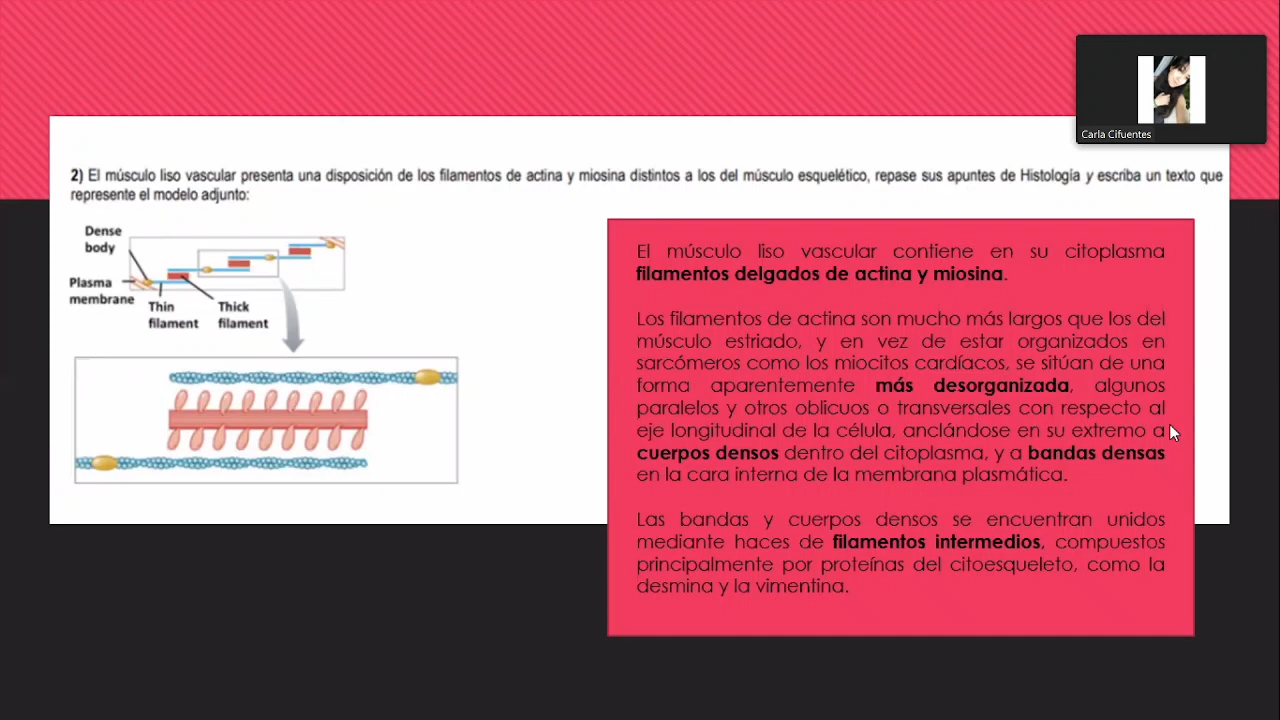 Carla Cifuentes
2) El músculo liso vascular presenta una disposición de los filamentos de actina y miosina distintos a los del músculo esquelético, repase sus apuntes de Histología y escriba un texto que
represente el modelo adjunto:
Dense
body
Plasma
membrane
Thin
filament
Thick
filament
El músculo liso vascular contiene en su citoplasma
filamentos delgados de actina y miosina.
Los filamentos de actina son mucho más largos que los del
músculo estriado, y en vez de estar organizados en
sarcómeros como los miocitos cardíacos, se sitúan de una
forma aparentemente más desorganizada, algunos
paralelos y otros oblicuos o transversales con respecto al
eje longitudinal de la célula, anclándose en su extremo a
cuerpos densos dentro del citoplasma, y a bandas densas
en la cara interna de la membrana plasmática.
Las bandas y cuerpos densos se encuentran unidos
mediante haces de filamentos intermedios, compuestos
principalmente por proteínas del citoesqueleto, como la
desmina y la vimentina.